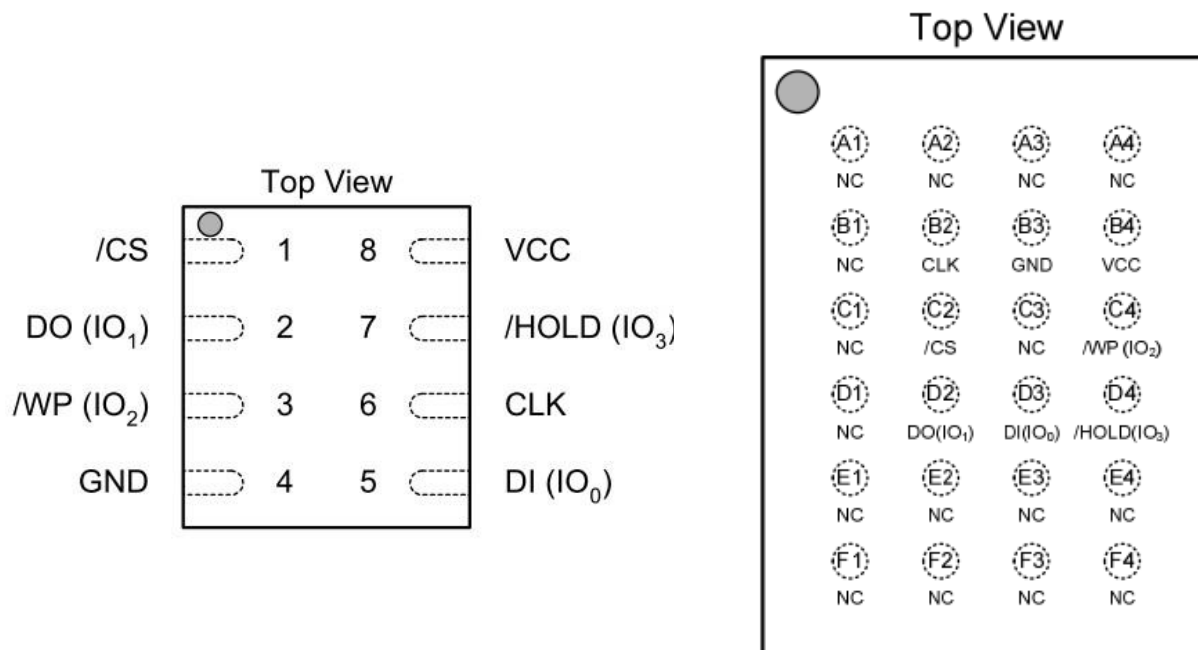 Top View
/CS 1 8 VCC
DO (IO₁) 2 7 /HOLD (IO₃)
/WP (IO₂) 3 6 CLK
GND 4 5 DI (IO₀)
Top View
A1 A2 A3 A4
NC NC NC NC
B1 B2 B3 B4
NC CLK GND VCC
C1 C2 C3 C4
NC /CS NC /WP (IO₂)
D1 D2 D3 D4
NC DO(IO₁) DI(IO₀) /HOLD(IO₃)
E1 E2 E3 E4
NC NC NC NC
F1 F2 F3 F4
NC NC NC NC